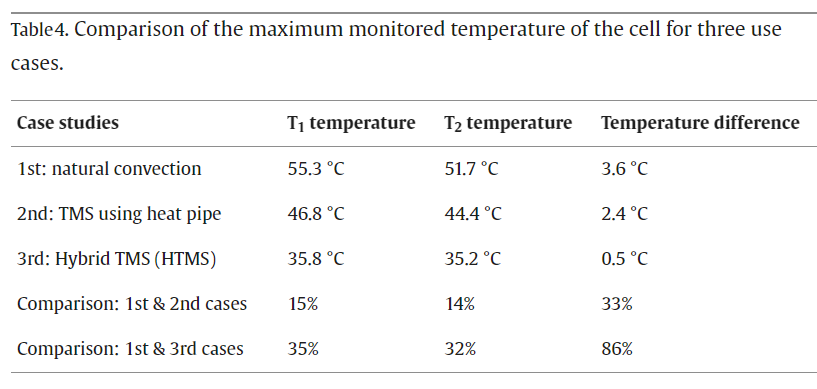 Table4. Comparison of the maximum monitored temperature of the cell for three use
cases.
Case studies T₁ temperature T₂ temperature Temperature difference
1st: natural convection 55.3 °C 51.7 °C 3.6 °C
2nd: TMS using heat pipe 46.8 °C 44.4 °C 2.4 °C
3rd: Hybrid TMS (HTMS) 35.8 °C 35.2 °C 0.5 °C
Comparison: 1st & 2nd cases 15% 14% 33%
Comparison: 1st & 3rd cases 35% 32% 86%